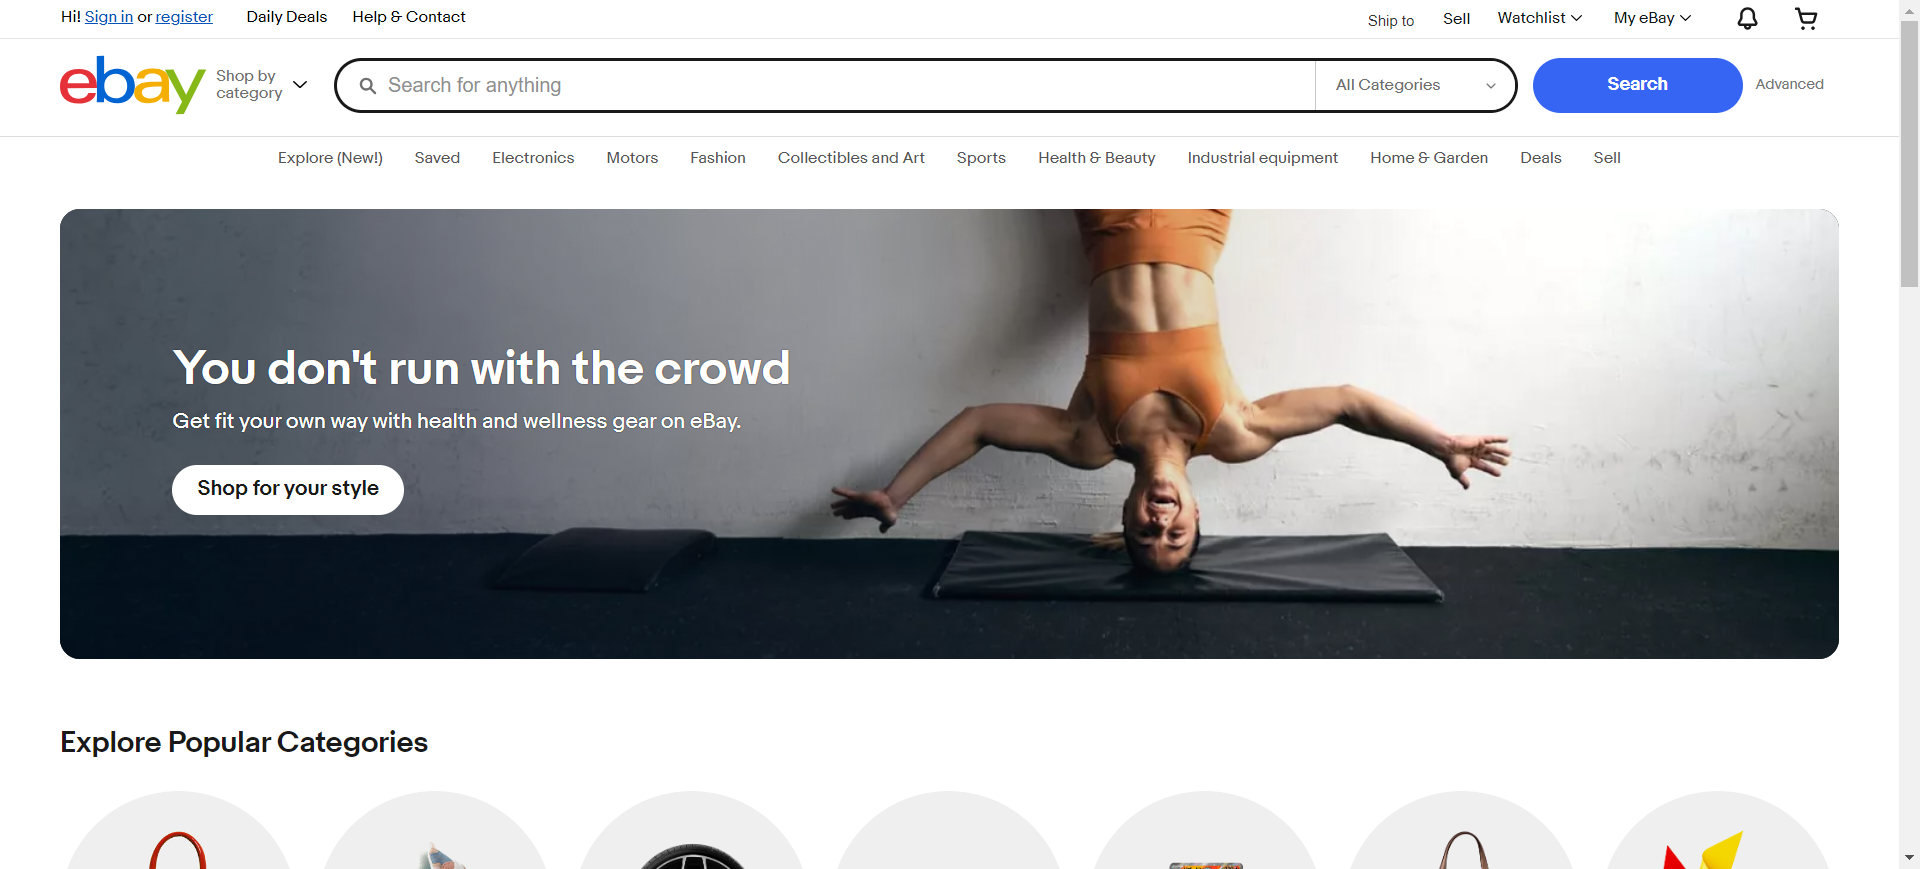 Hi! Sign in or register
Daily Deals
Help & Contact
Ship to
Sell
Watchlist
My eBay
ebay
Shop by
category
Search for anything
All Categories
Search
Advanced
Explore (New!)
Saved
Electronics
Motors
Fashion
Collectibles and Art
Sports
Health & Beauty
Industrial equipment
Home & Garden
Deals
Sell
You don't run with the crowd
Get fit your own way with health and wellness gear on eBay.
Shop for your style
Explore Popular Categories